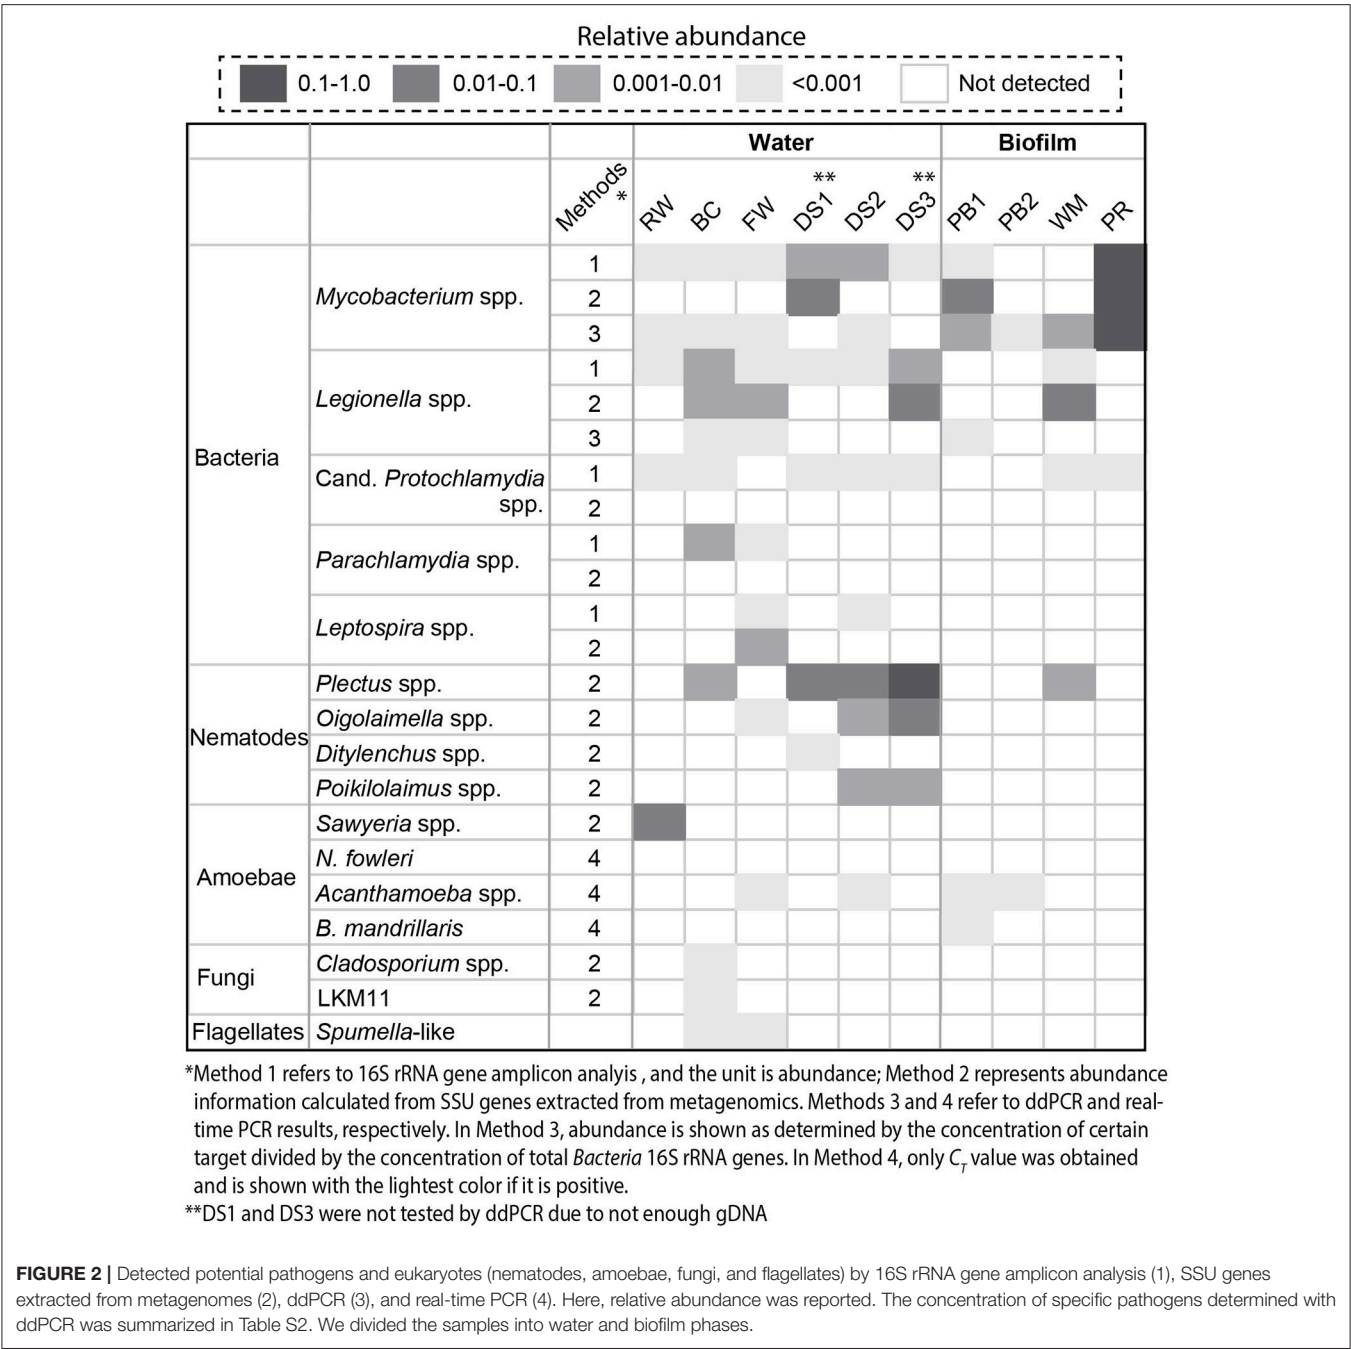 Relative abundance
0.1-1.0 0.01-0.1 0.001-0.01 <0.001 Not detected
Water Biofilm
Methods * RW BC FW DS1 ** DS2 DS3 ** PB1 PB2 WM PR
Bacteria
Mycobacterium spp.
1
2
3
Legionella spp.
1
2
3
Cand. Protochlamydia
spp.
1
2
Parachlamydia spp.
1
2
Leptospira spp.
1
2
Nematodes
Plectus spp. 2
Oigolaimella spp. 2
Ditylenchus spp. 2
Poikilolaimus spp. 2
Amoebae
Sawyeria spp. 2
N. fowleri 4
Acanthamoeba spp. 4
B. mandrillaris 4
Fungi
Cladosporium spp. 2
LKM11 2
Flagellates Spumella-like
*Method 1 refers to 16S rRNA gene amplicon analyis , and the unit is abundance; Method 2 represents abundance
information calculated from SSU genes extracted from metagenomics. Methods 3 and 4 refer to ddPCR and real-
time PCR results, respectively. In Method 3, abundance is shown as determined by the concentration of certain
target divided by the concentration of total Bacteria 16S rRNA genes. In Method 4, only CT value was obtained
and is shown with the lightest color if it is positive.
**DS1 and DS3 were not tested by ddPCR due to not enough gDNA
FIGURE 2 | Detected potential pathogens and eukaryotes (nematodes, amoebae, fungi, and flagellates) by 16S rRNA gene amplicon analysis (1), SSU genes
extracted from metagenomes (2), ddPCR (3), and real-time PCR (4). Here, relative abundance was reported. The concentration of specific pathogens determined with
ddPCR was summarized in Table S2. We divided the samples into water and biofilm phases.